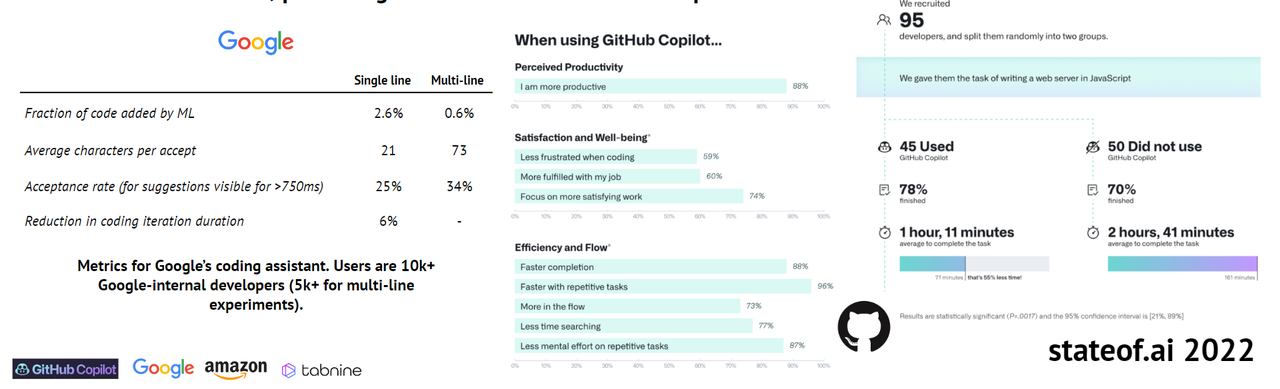 Google
Single line Multi-line
Fraction of code added by ML 2.6% 0.6%
Average characters per accept 21 73
Acceptance rate (for suggestions visible for >750ms) 25% 34%
Reduction in coding iteration duration 6% -
Metrics for Google's coding assistant. Users are 10k+
Google-internal developers (5k+ for multi-line
experiments).
GitHub Copilot Google amazon tabnine
When using GitHub Copilot...
Perceived Productivity
I am more productive 88%
0% 10% 20% 30% 40% 50% 60% 70% 80% 90% 100%
Satisfaction and Well-being*
Less frustrated when coding 59%
More fulfilled with my job 60%
Focus on more satisfying work 74%
0% 10% 20% 30% 40% 50% 60% 70% 80% 90% 100%
Efficiency and Flow*
Faster completion 88%
Faster with repetitive tasks 96%
More in the flow 73%
Less time searching 77%
Less mental effort on repetitive tasks 87%
0% 10% 20% 30% 40% 50% 60% 70% 80% 90% 100%
We recruited
95
developers, and split them randomly into two groups.
We gave them the task of writing a web server in JavaScript
45 Used
GitHub Copilot
78%
finished
1 hour, 11 minutes
average to complete the task
71 minutes that's 55% less time!
50 Did not use
GitHub Copilot
70%
finished
2 hours, 41 minutes
average to complete the task
161 minutes
Results are statistically significant (P=.0017) and the 95% confidence interval is [21%, 89%]
stateof.ai 2022